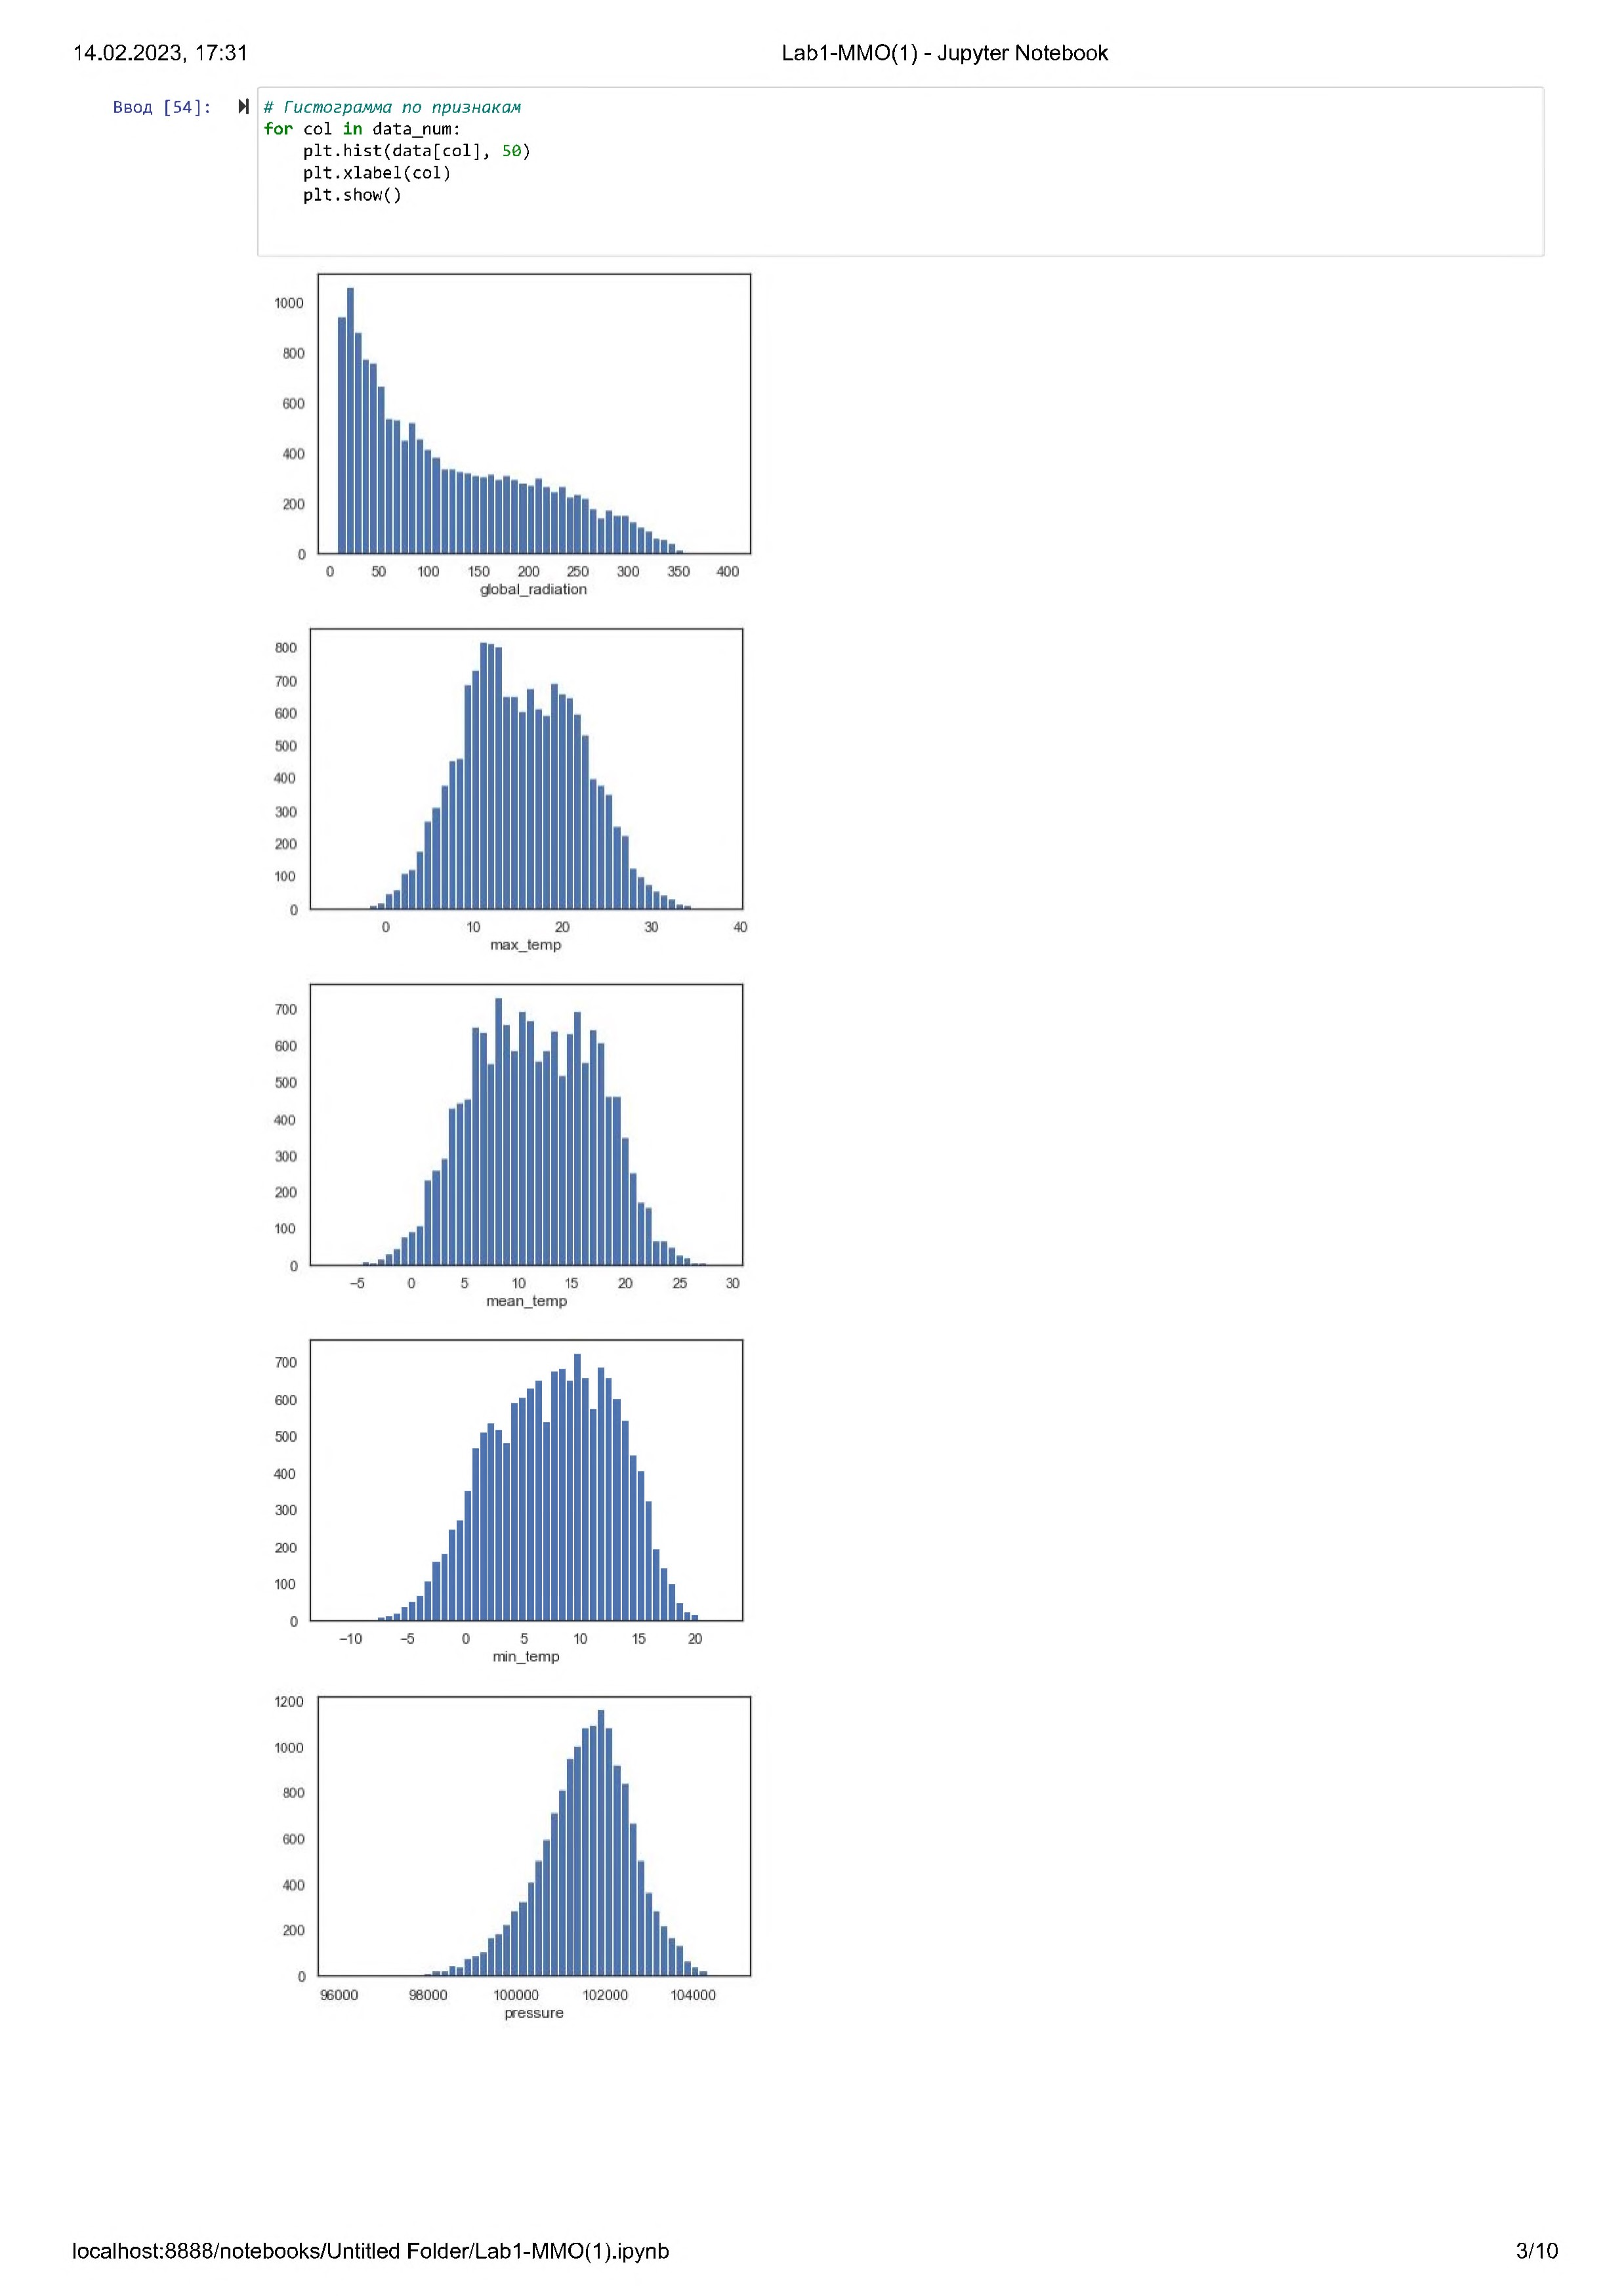 14.02.2023, 17:31 Lab1-MMO(1) - Jupyter Notebook
Ввод [54]: # Гистограмма по признакам
for col in data_num:
    plt.hist(data[col], 50)
    plt.xlabel(col)
    plt.show()
1000
800
600
400
200
0
0 50 100 150 200 250 300 350 400
global_radiation
800
700
600
500
400
300
200
100
0
0 10 20 30 40
max_temp
700
600
500
400
300
200
100
0
−5 0 5 10 15 20 25 30
mean_temp
700
600
500
400
300
200
100
0
−10 −5 0 5 10 15 20
min_temp
1200
1000
800
600
400
200
0
96000 98000 100000 102000 104000
pressure
localhost:8888/notebooks/Untitled Folder/Lab1-MMO(1).ipynb 3/10